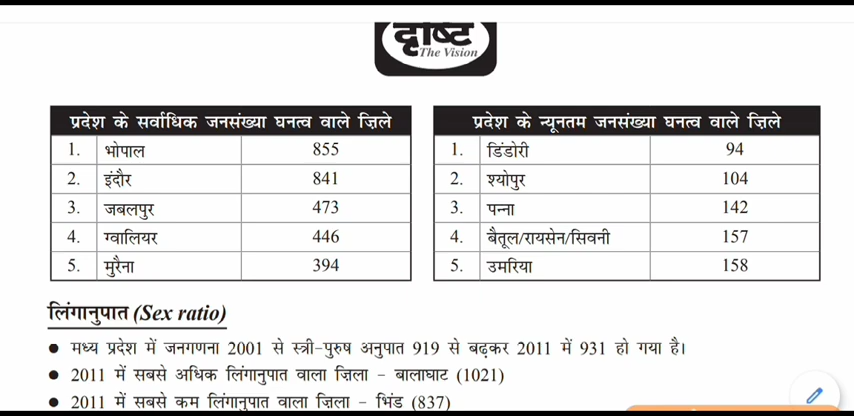 दृष्टि
The Vision
प्रदेश के सर्वाधिक जनसंख्या घनत्व वाले ज़िले
1. भोपाल 855
2. इंदौर 841
3. जबलपुर 473
4. ग्वालियर 446
5. मुरैना 394
प्रदेश के न्यूनतम जनसंख्या घनत्व वाले ज़िले
1. डिंडोरी 94
2. श्योपुर 104
3. पन्ना 142
4. बैतूल/रायसेन/सिवनी 157
5. उमरिया 158
लिंगानुपात (Sex ratio)
● मध्य प्रदेश में जनगणना 2001 से स्त्री-पुरुष अनुपात 919 से बढ़कर 2011 में 931 हो गया है।
● 2011 में सबसे अधिक लिंगानुपात वाला ज़िला - बालाघाट (1021)
● 2011 में सबसे कम लिंगानुपात वाला ज़िला - भिंड (837)